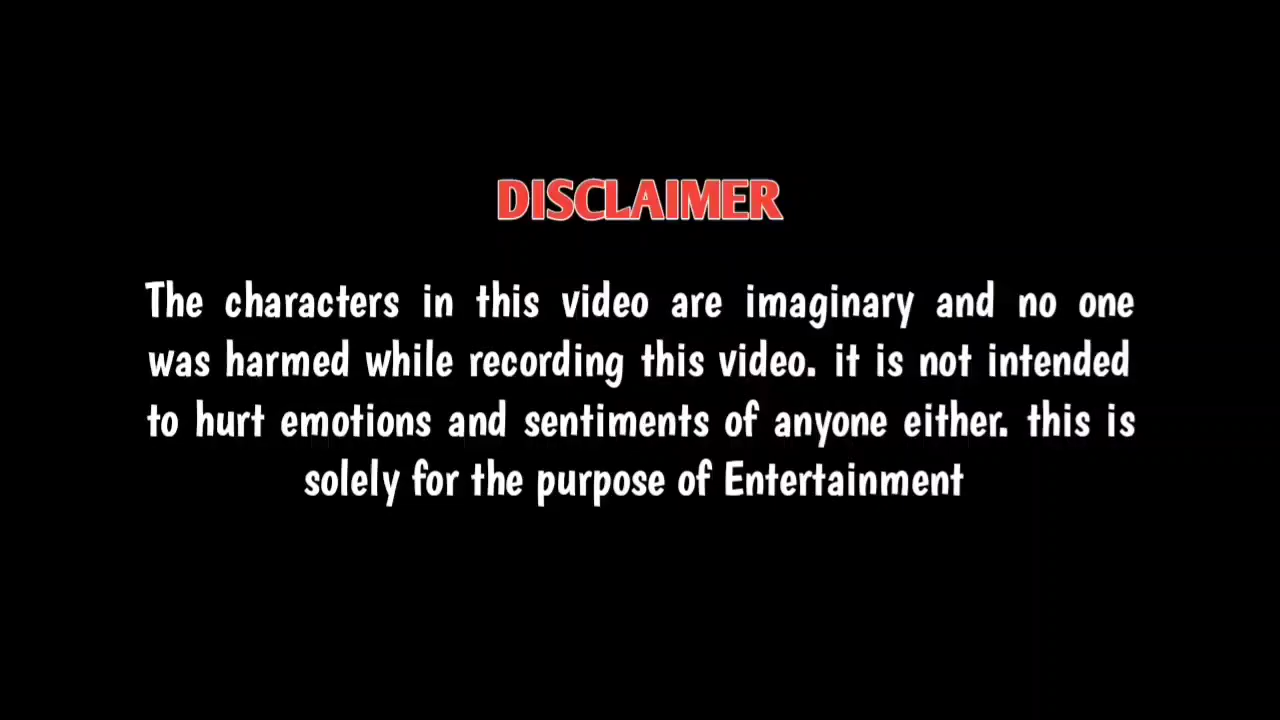 DISCLAIMER
The characters in this video are imaginary and no one
was harmed while recording this video. it is not intended
to hurt emotions and sentiments of anyone either. this is
solely for the purpose of Entertainment